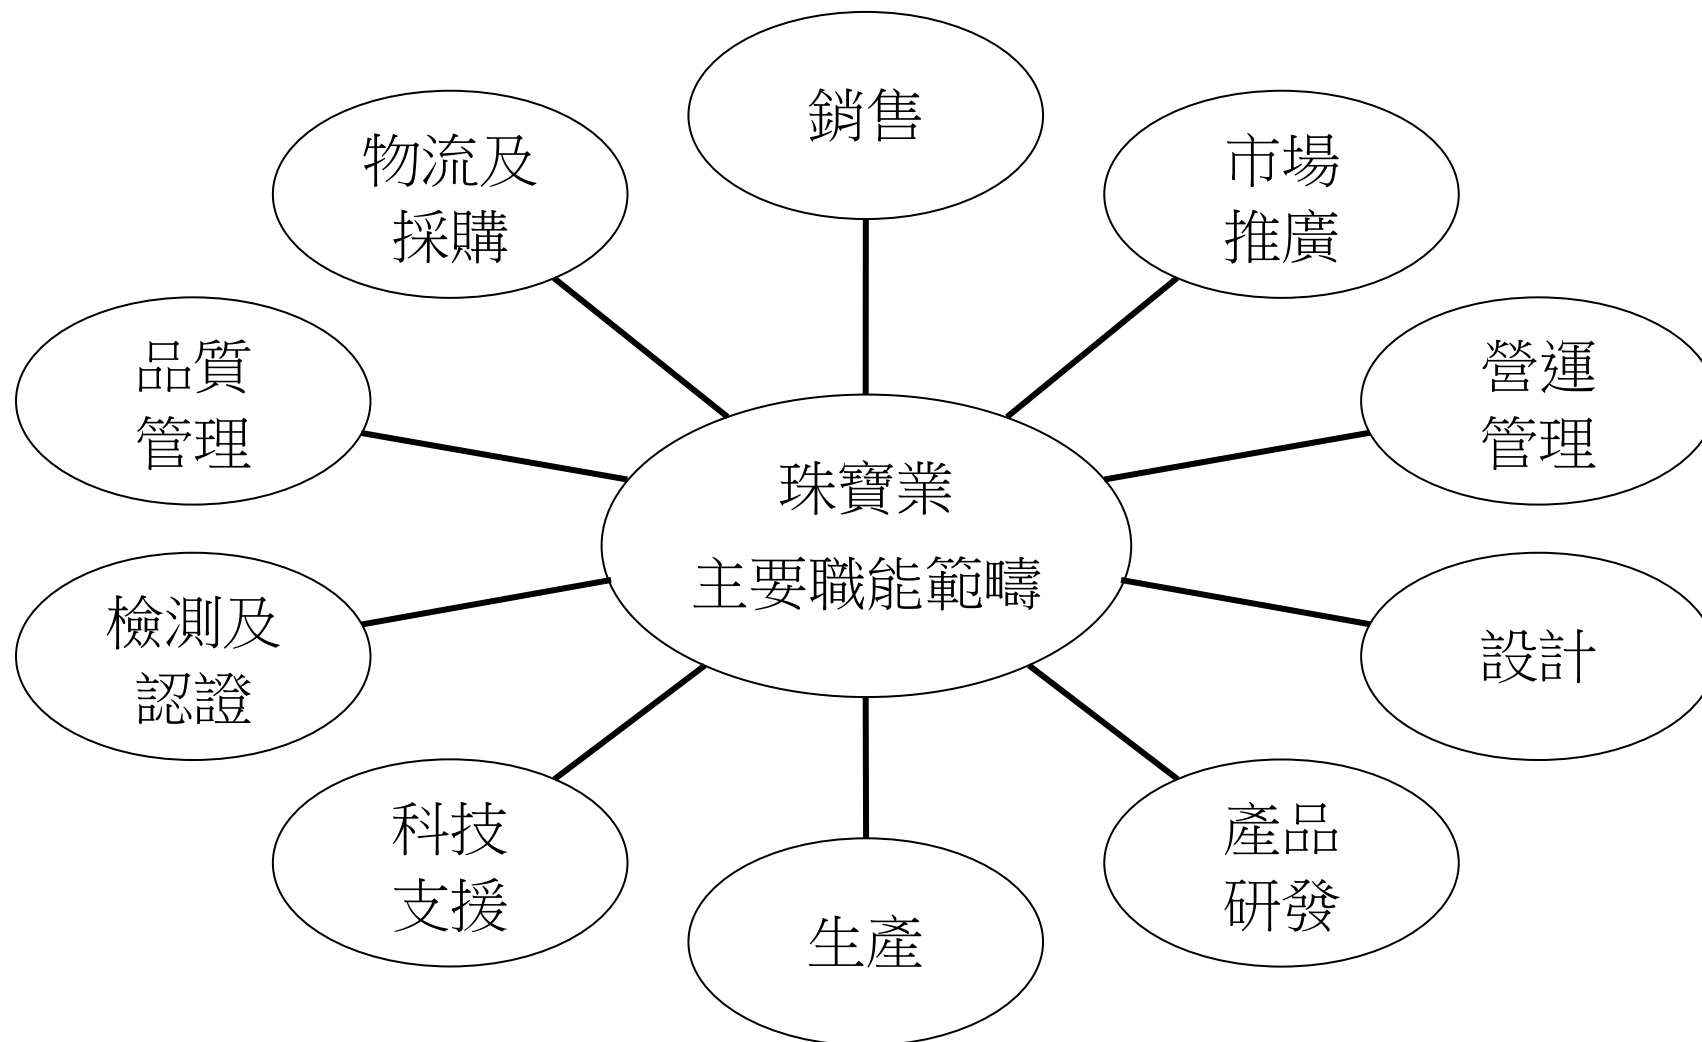 銷售
市場
推廣
營運
管理
設計
產品
研發
生產
科技
支援
檢測及
認證
品質
管理
物流及
採購
珠寶業
主要職能範疇